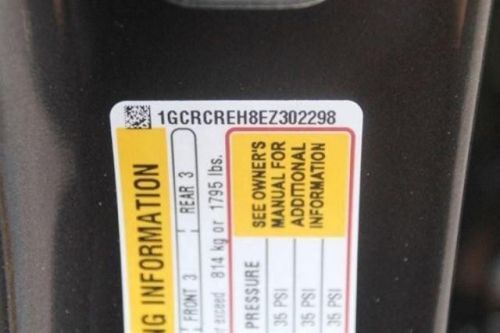 1GCRCREH8EZ302298
SEE OWNER'S
MANUAL FOR
ADDITIONAL
INFORMATION
NG INFORMATION
FRONT 3 REAR 3
r exceed 814 kg or 1795 lbs.
PRESSURE
35 PSI
35 PSI
35 PSI